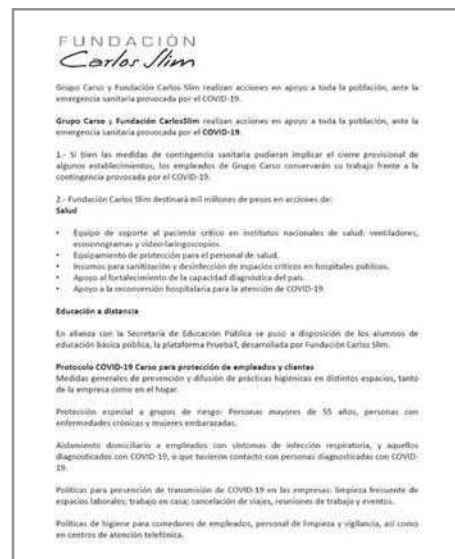 FUNDACIÓN
Carlos Slim
Grupo Carso y Fundación Carlos Slim realizan acciones en apoyo a toda la población, ante la
emergencia sanitaria provocada por el COVID-19.
Grupo Carso y Fundación CarlosSlim realizan acciones en apoyo a toda la población, ante la
emergencia sanitaria provocada por el COVID-19.
1.- Si bien las medidas de contingencia sanitaria pudieran implicar el cierre provisional de
algunos establecimientos, los empleados de Grupo Carso conservarán su trabajo frente a la
contingencia provocada por el COVID-19.
2.- Fundación Carlos Slim destinará mil millones de pesos en acciones de:
Salud
• Equipo de soporte al paciente crítico en institutos nacionales de salud: ventiladores,
ecosonogramas y video-laringoscopios.
• Equipamiento de protección para el personal de salud.
• Insumos para sanitización y desinfección de espacios críticos en hospitales públicos.
• Apoyo al fortalecimiento de la capacidad diagnóstica del país.
• Apoyo a la reconversión hospitalaria para la atención de COVID-19.
Educación a distancia
En alianza con la Secretaría de Educación Pública se puso a disposición de los alumnos de
educación básica pública, la plataforma PruébaT, desarrollada por Fundación Carlos Slim.
Protocolo COVID-19 Carso para protección de empleados y clientes
Medidas generales de prevención y difusión de prácticas higiénicas en distintos espacios, tanto
de la empresa como en el hogar.
Protección especial a grupos de riesgo: Personas mayores de 55 años, personas con
enfermedades crónicas y mujeres embarazadas.
Aislamiento domiciliario a empleados con síntomas de infección respiratoria, y aquellos
diagnosticados con COVID-19, o que tuvieron contacto con personas diagnosticadas con COVID-
19.
Políticas para prevención de transmisión de COVID-19 en las empresas: limpieza frecuente de
espacios laborales; trabajo en casa; cancelación de viajes, reuniones de trabajo y eventos.
Políticas de higiene para comedores de empleados, personal de limpieza y vigilancia, así como
en centros de atención telefónica.